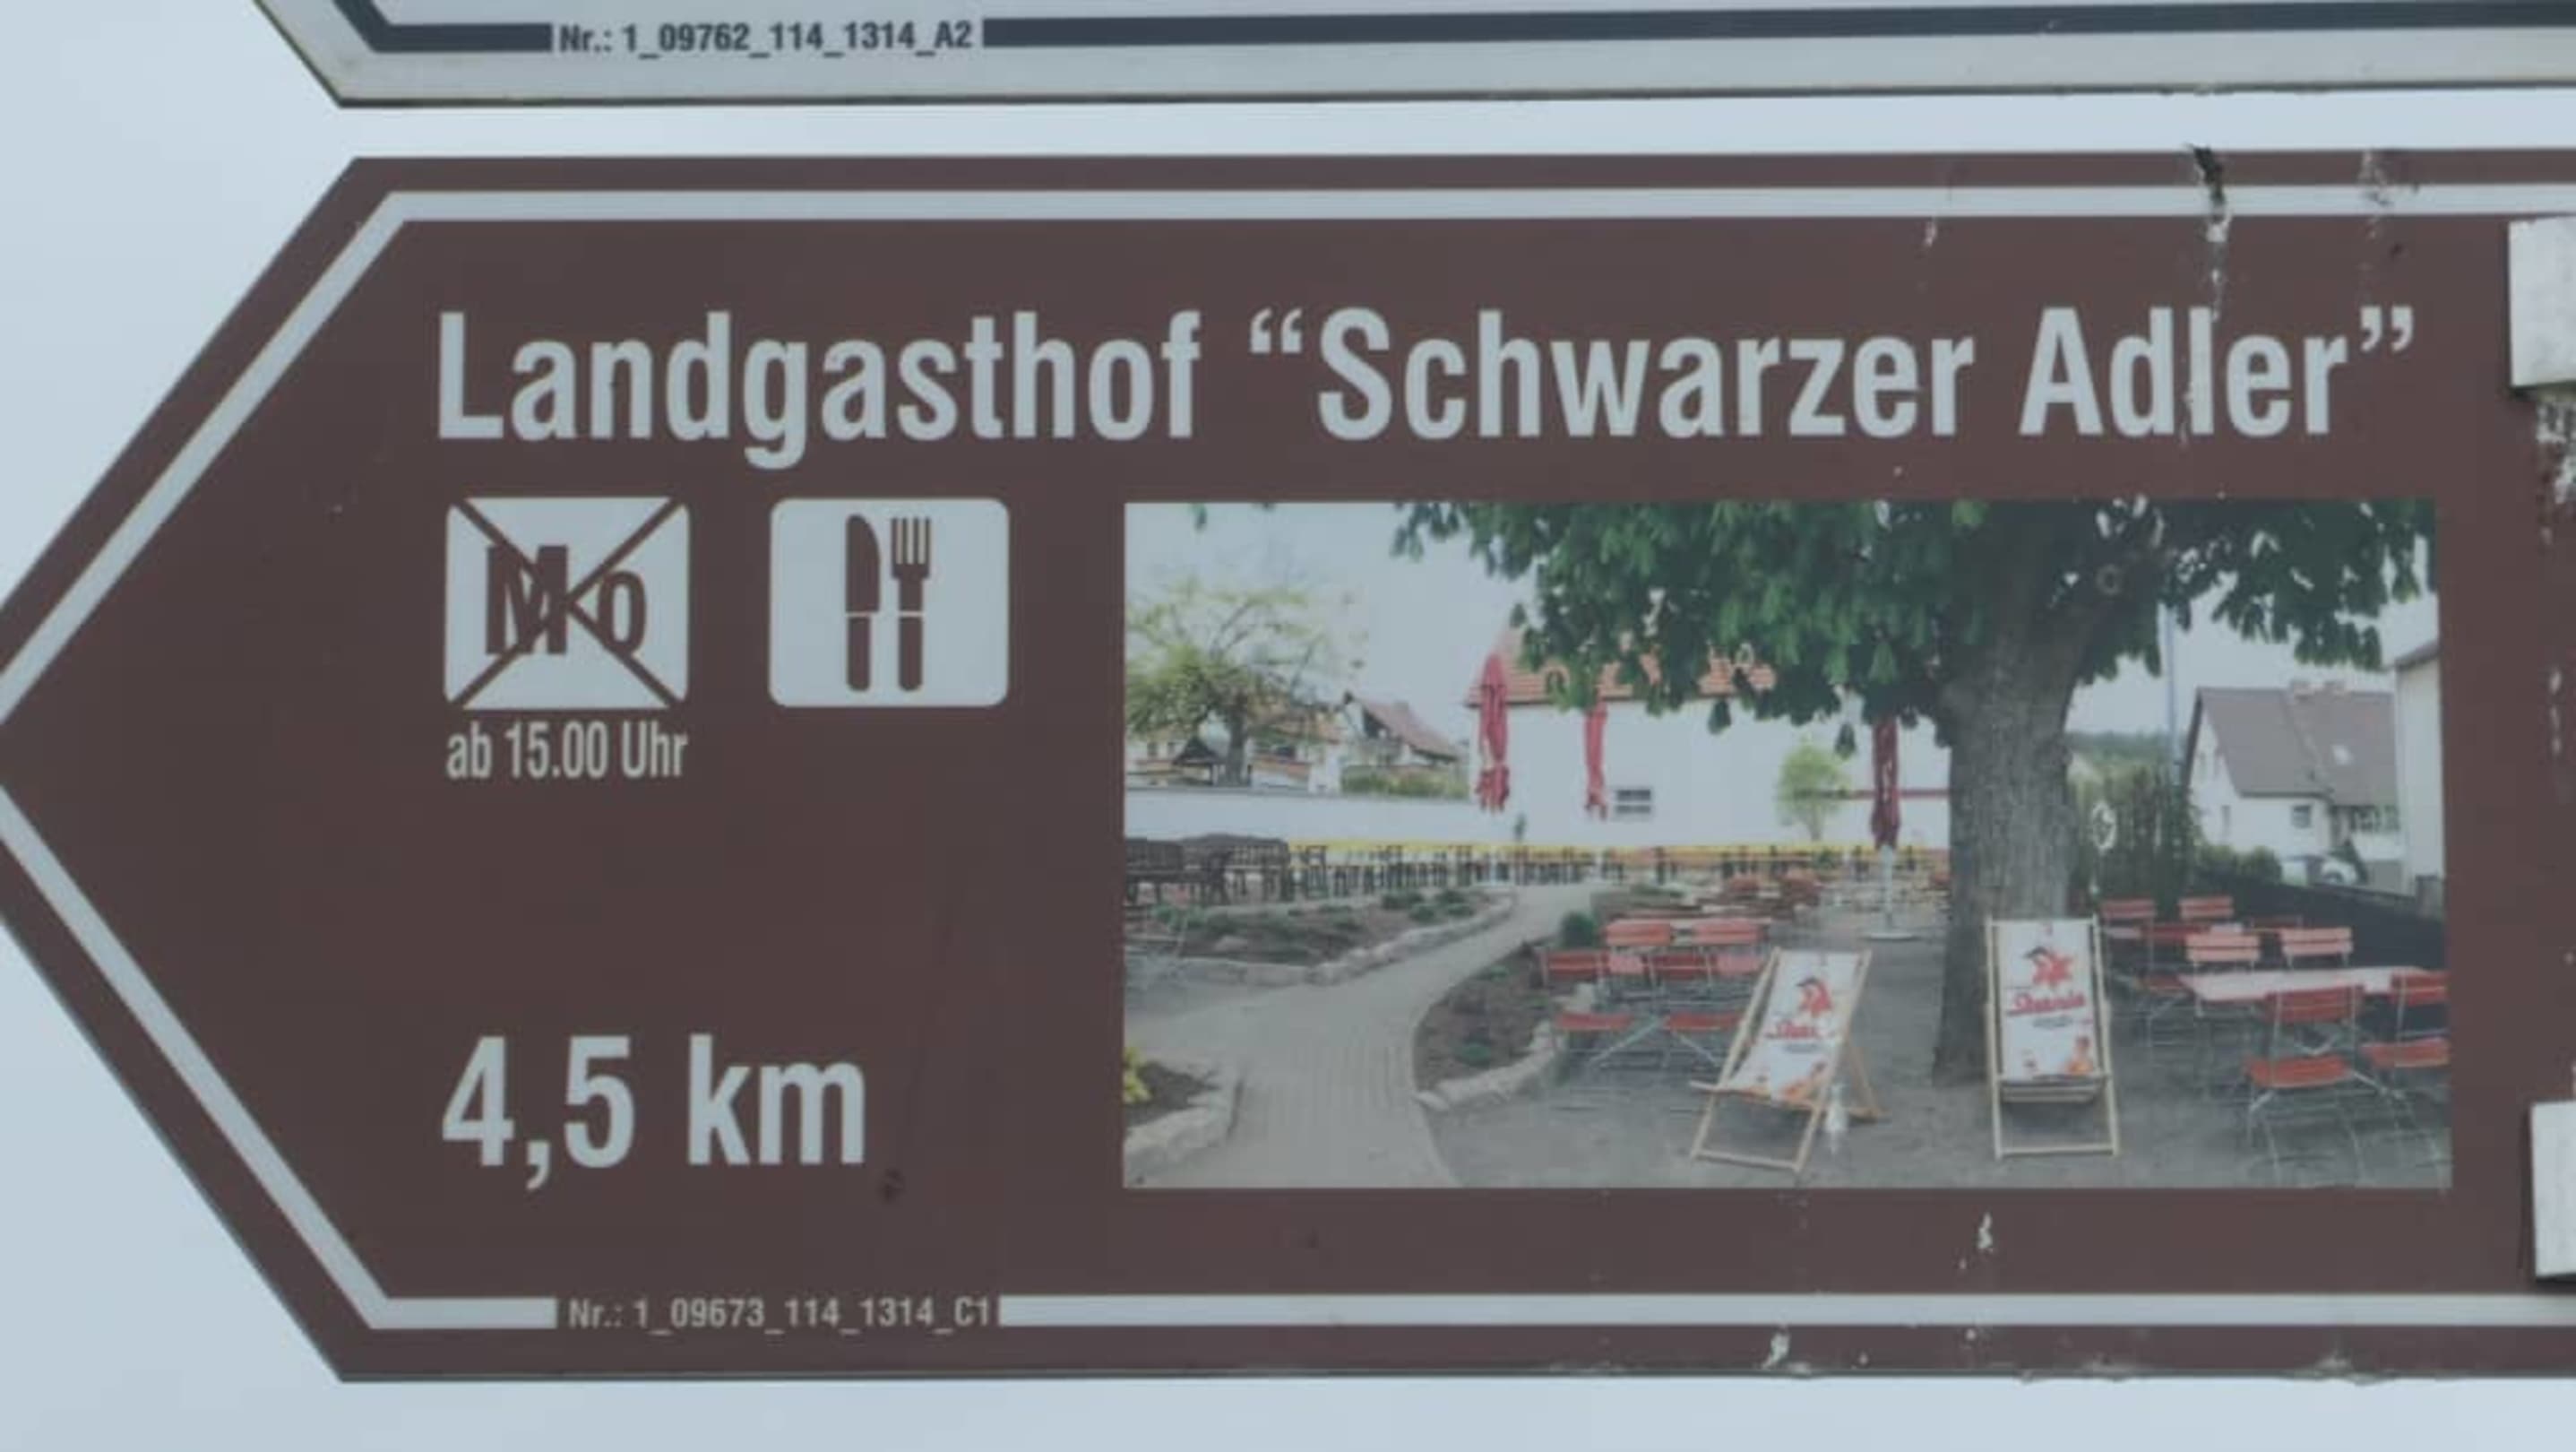 Nr.: 1_09762_114_1314_A2
Landgasthof “Schwarzer Adler”
Mo
ab 15.00 Uhr
4,5 km
Nr.: 1_09673_114_1314_C1